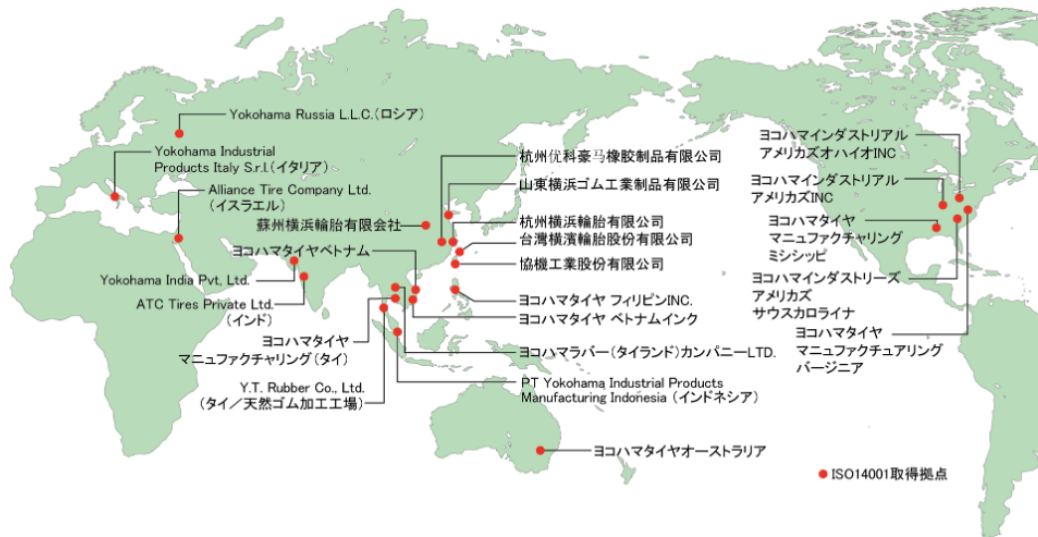 Yokohama Russia L.L.C.(ロシア)
Yokohama Industrial
Products Italy S.r.l(イタリア)
Alliance Tire Company Ltd.
(イスラエル)
蘇州横浜輪胎有限会社
ヨコハマタイヤベトナム
Yokohama India Pvt, Ltd.
ATC Tires Private Ltd.
(インド)
ヨコハマタイヤ
マニュファクチャリング(タイ)
Y.T. Rubber Co., Ltd.
(タイ/天然ゴム加工工場)
杭州优科豪马橡胶制品有限公司
山東横浜ゴム工業制品有限公司
杭州横浜輪胎有限公司
台灣橫濱輪胎股份有限公司
協機工業股份有限公司
ヨコハマタイヤ フィリピンINC.
ヨコハマタイヤ ベトナムインク
ヨコハマラバー(タイランド)カンパニーLTD.
PT Yokohama Industrial Products
Manufacturing Indonesia (インドネシア)
ヨコハマタイヤオーストラリア
ヨコハマインダストリアル
アメリカズオハイオINC
ヨコハマインダストリアル
アメリカズINC
ヨコハマタイヤ
マニュファクチャリング
ミシシッピ
ヨコハマインダストリーズ
アメリカズ
サウスカロライナ
ヨコハマタイヤ
マニュファクチュアリング
バージニア
ISO14001取得拠点